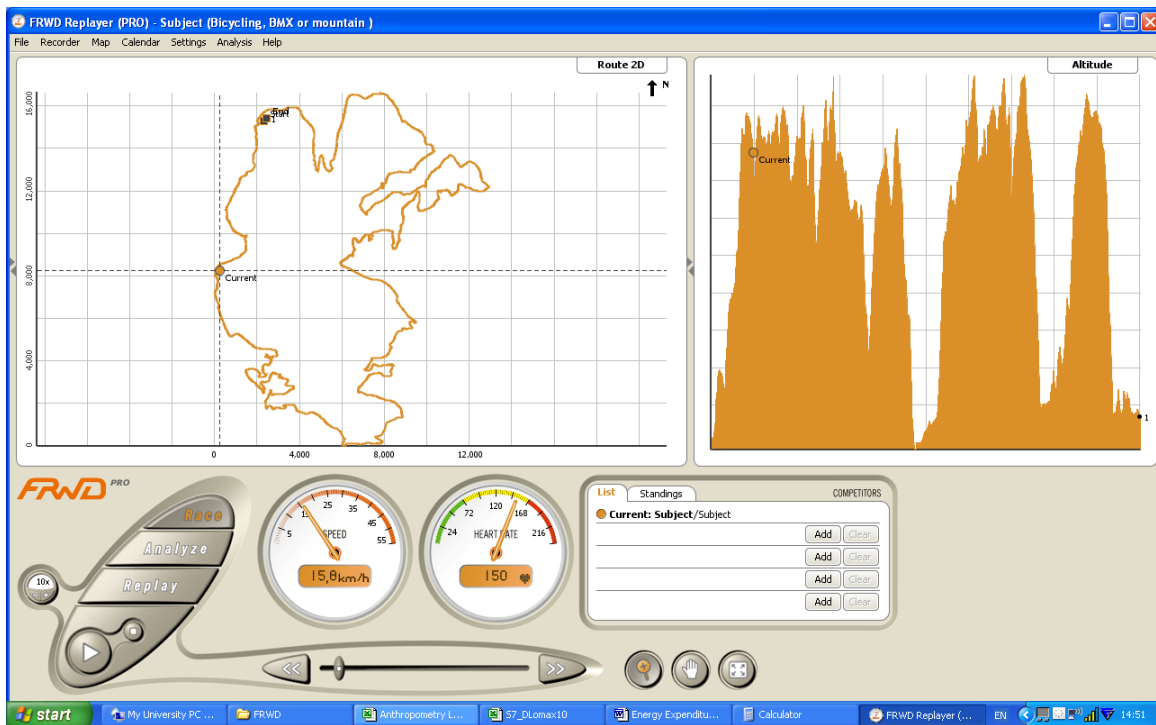 FRWD Replayer (PRO) - Subject (Bicycling, BMX or mountain )
File Recorder Map Calendar Settings Analysis Help
Route 2D
N
End
Start
1
Current
16,000
12,000
8,000
4,000
0
0 4,000 8,000 12,000
Altitude
Current
1
FRWD PRO
Race
Analyze
Replay
10x
5 15 25 35 45 55
SPEED
15,8km/h
24 72 120 168 216
HEART RATE
150
List Standings COMPETITORS
Current: Subject/Subject
Add Clear
Add Clear
Add Clear
Add Clear
start My University PC ... FRWD Anthropometry L... S7_DLomax10 Energy Expenditu... Calculator FRWD Replayer (... EN 14:51